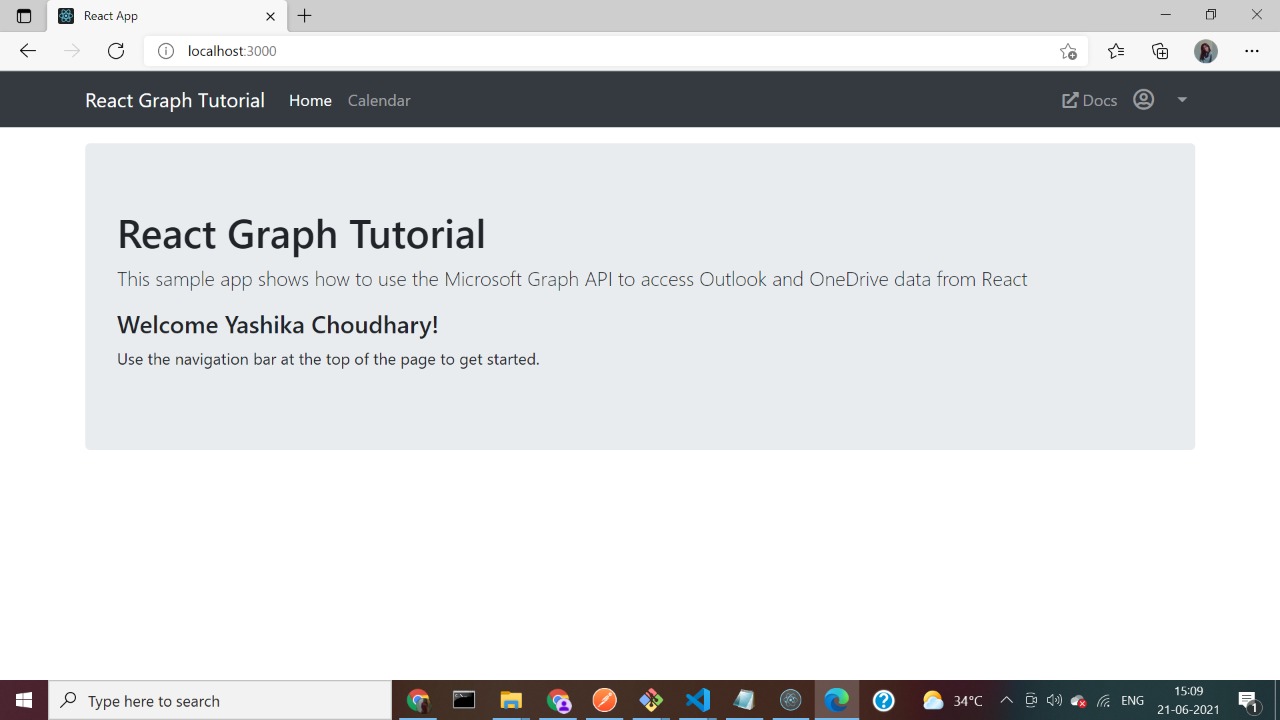 React App
localhost:3000
React Graph Tutorial Home Calendar Docs
React Graph Tutorial
This sample app shows how to use the Microsoft Graph API to access Outlook and OneDrive data from React
Welcome Yashika Choudhary!
Use the navigation bar at the top of the page to get started.
Type here to search
34°C
ENG
15:09
21-06-2021
1